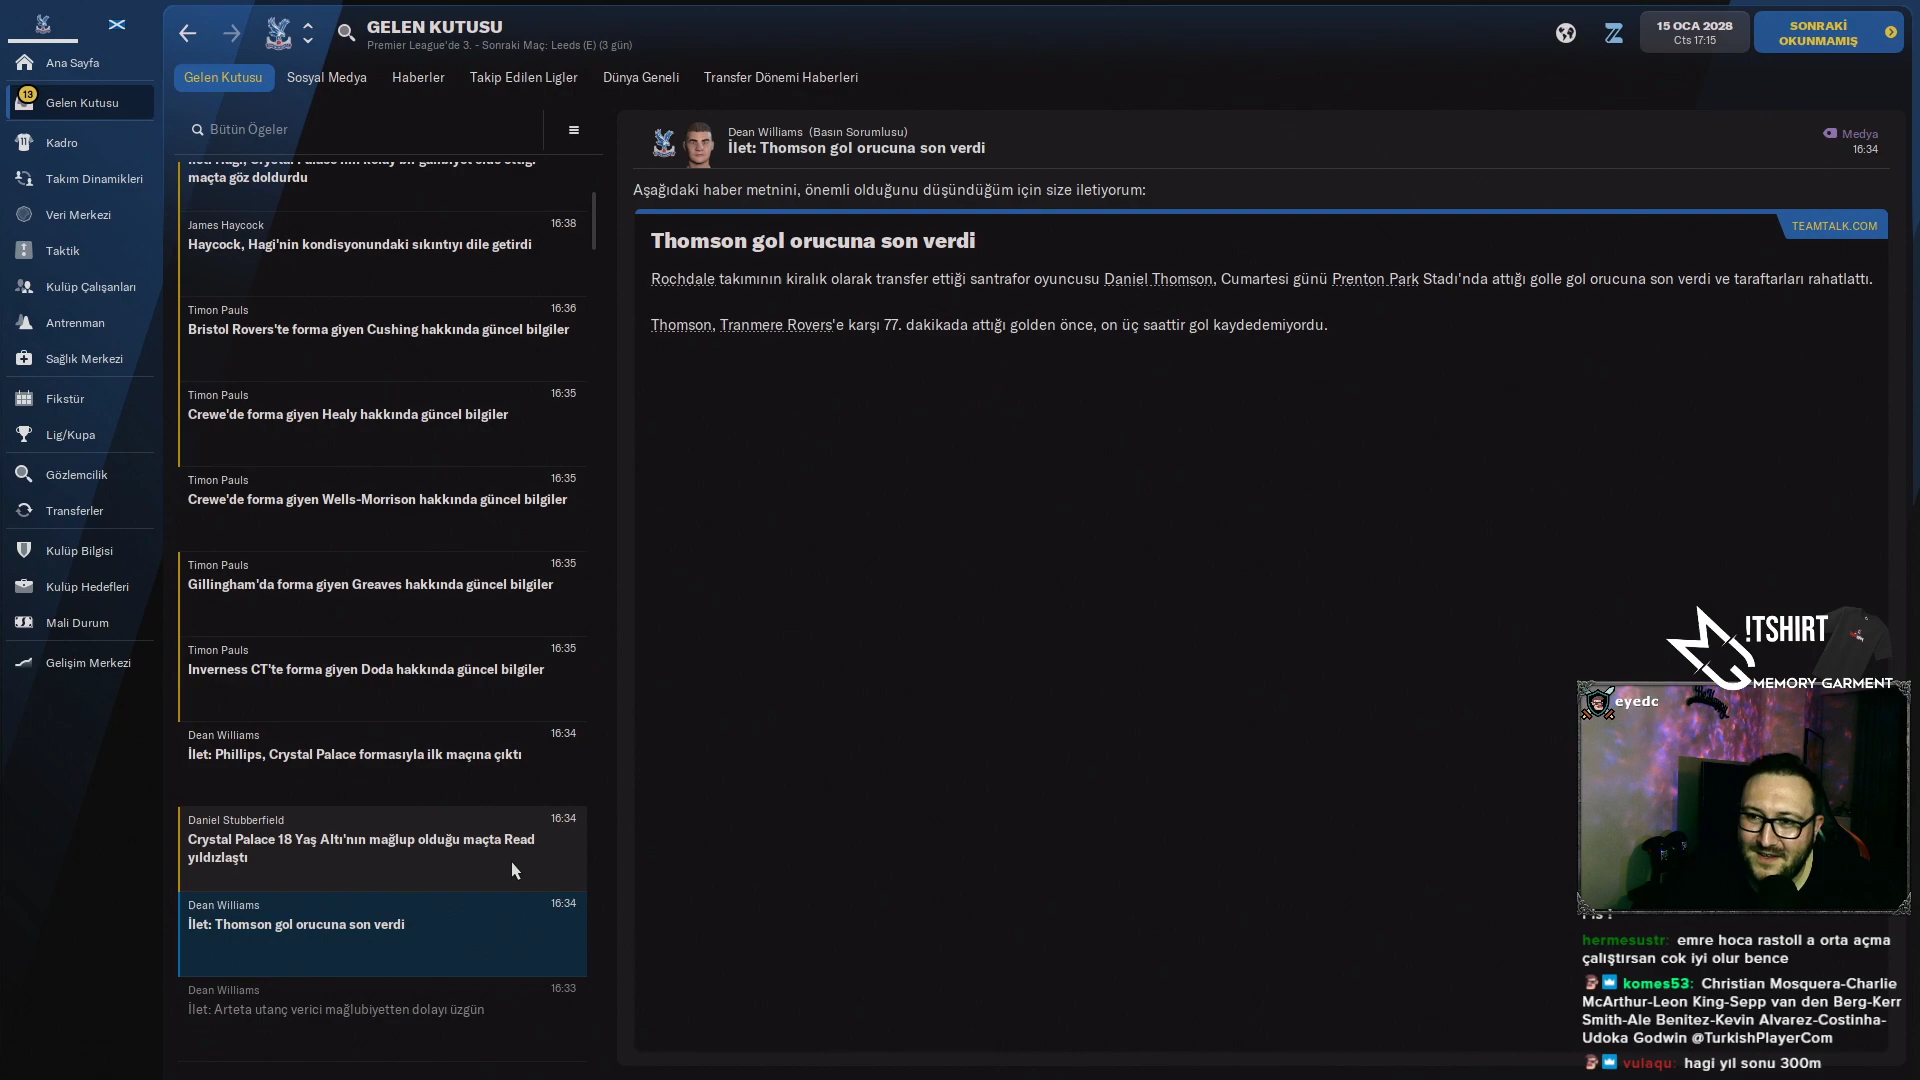 GELEN KUTUSU
Premier League'de 3. - Sonraki Maç: Leeds (E) (3 gün)
15 OCA 2028
Cts 17:15
SONRAKİ
OKUNMAMIŞ
Ana Sayfa
13
Gelen Kutusu
11
Kadro
Takım Dinamikleri
Veri Merkezi
Taktik
Kulüp Çalışanları
Antrenman
Sağlık Merkezi
Fikstür
Lig/Kupa
Gözlemcilik
Transferler
Kulüp Bilgisi
Kulüp Hedefleri
Mali Durum
Gelişim Merkezi
Gelen Kutusu
Sosyal Medya
Haberler
Takip Edilen Ligler
Dünya Geneli
Transfer Dönemi Haberleri
Bütün Ögeler
İlet: Hagi, Crystal Palace'nin kolay bir galibiyet elde ettiği
maçta göz doldurdu
James Haycock
16:38
Haycock, Hagi'nin kondisyonundaki sıkıntıyı dile getirdi
Timon Pauls
16:36
Bristol Rovers'te forma giyen Cushing hakkında güncel bilgiler
Timon Pauls
16:35
Crewe'de forma giyen Healy hakkında güncel bilgiler
Timon Pauls
16:35
Crewe'de forma giyen Wells-Morrison hakkında güncel bilgiler
Timon Pauls
16:35
Gillingham'da forma giyen Greaves hakkında güncel bilgiler
Timon Pauls
16:35
Inverness CT'te forma giyen Doda hakkında güncel bilgiler
Dean Williams
16:34
İlet: Phillips, Crystal Palace formasıyla ilk maçına çıktı
Daniel Stubberfield
16:34
Crystal Palace 18 Yaş Altı'nın mağlup olduğu maçta Read
yıldızlaştı
Dean Williams
16:34
İlet: Thomson gol orucuna son verdi
Dean Williams
16:33
İlet: Arteta utanç verici mağlubiyetten dolayı üzgün
Dean Williams (Basın Sorumlusu)
İlet: Thomson gol orucuna son verdi
Medya
16:34
Aşağıdaki haber metnini, önemli olduğunu düşündüğüm için size iletiyorum:
TEAMTALK.COM
Thomson gol orucuna son verdi
Rochdale takımının kiralık olarak transfer ettiği santrafor oyuncusu Daniel Thomson, Cumartesi günü Prenton Park Stadı'nda attığı golle gol orucuna son verdi ve taraftarları rahatlattı.
Thomson, Tranmere Rovers'e karşı 77. dakikada attığı golden önce, on üç saattir gol kaydedemiyordu.
!TSHIRT
MEMORY GARMENT
eyedc
hermesustr: emre hoca rastoll a orta açma
çalıştırsan cok iyi olur bence
komes53: Christian Mosquera-Charlie
McArthur-Leon King-Sepp van den Berg-Kerr
Smith-Ale Benitez-Kevin Alvarez-Costinha-
Udoka Godwin @TurkishPlayerCom
vulaqu: hagi yıl sonu 300m